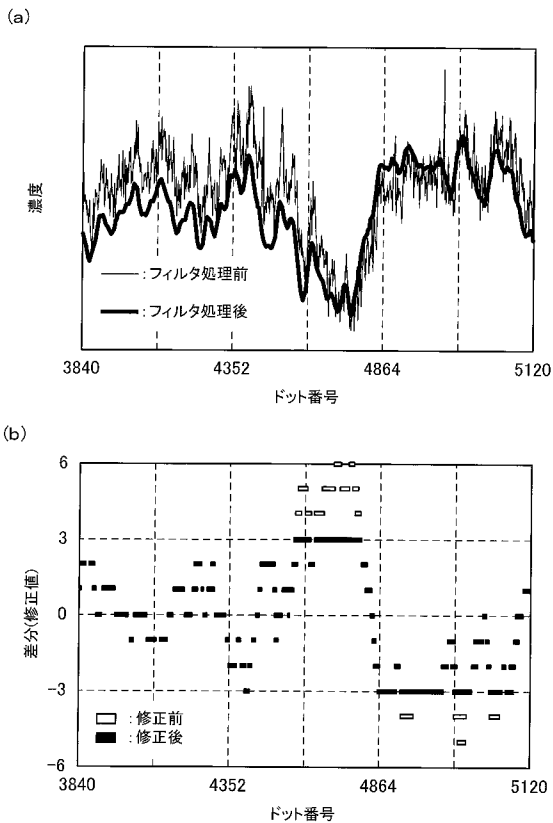 (a)
濃度
—:フィルタ処理前
—:フィルタ処理後
3840
4352
4864
5120
ドット番号
(b)
6
3
0
-3
-6
差分(修正値)
:修正前
:修正後
3840
4352
4864
5120
ドット番号